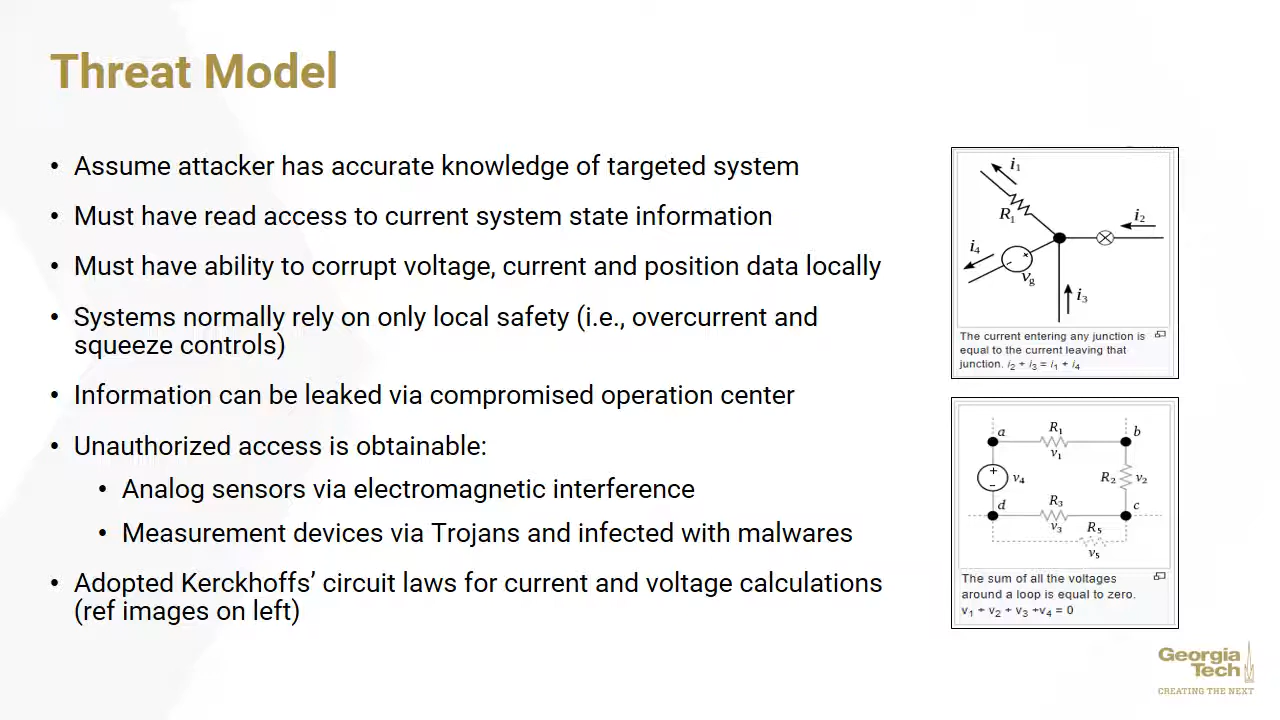 Threat Model
• Assume attacker has accurate knowledge of targeted system
• Must have read access to current system state information
• Must have ability to corrupt voltage, current and position data locally
• Systems normally rely on only local safety (i.e., overcurrent and
squeeze controls)
• Information can be leaked via compromised operation center
• Unauthorized access is obtainable:
• Analog sensors via electromagnetic interference
• Measurement devices via Trojans and infected with malwares
• Adopted Kerckhoffs’ circuit laws for current and voltage calculations
(ref images on left)
i₁
R₁
i₂
i₄
+
−
v_g
i₃
The current entering any junction is
equal to the current leaving that
junction. i₂ + i₃ = i₁ + i₄
a
R₁
b
v₁
+
−
v₄
R₂
v₂
d
R₃
c
v₃
R₅
v₅
The sum of all the voltages
around a loop is equal to zero.
v₁ + v₂ + v₃ +v₄ = 0
Georgia
Tech
CREATING THE NEXT